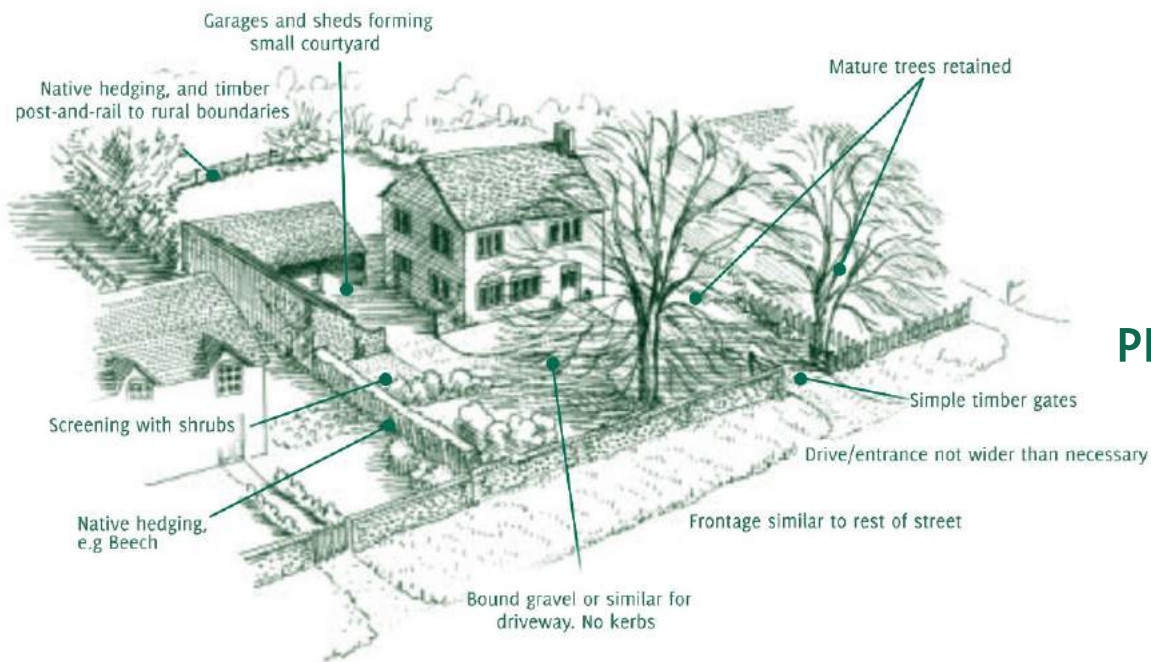 Garages and sheds forming
small courtyard
Mature trees retained
Native hedging, and timber
post-and-rail to rural boundaries
Simple timber gates
Screening with shrubs
Drive/entrance not wider than necessary
Native hedging,
e.g Beech
Frontage similar to rest of street
Bound gravel or similar for
driveway. No kerbs